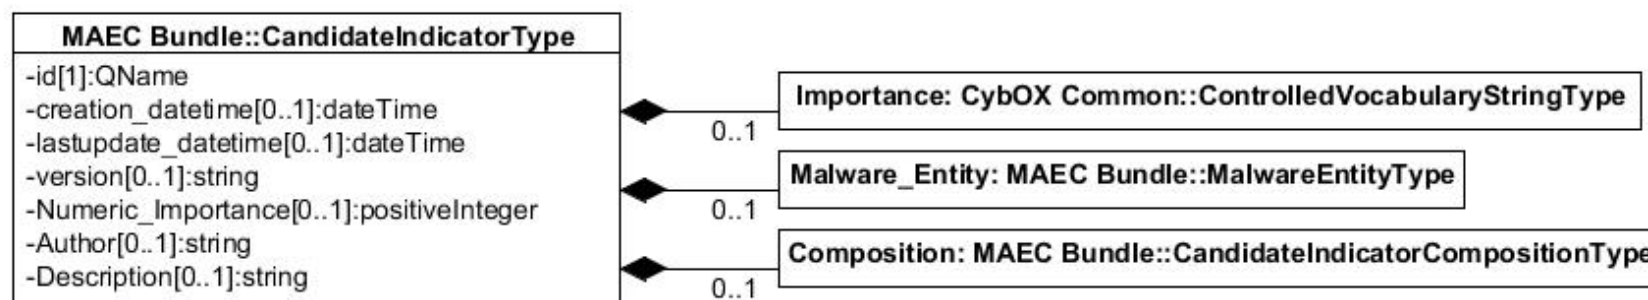 MAEC Bundle::CandidateIndicatorType
-id[1]:QName
-creation_datetime[0..1]:dateTime
-lastupdate_datetime[0..1]:dateTime
-version[0..1]:string
-Numeric_Importance[0..1]:positiveInteger
-Author[0..1]:string
-Description[0..1]:string
Importance: CybOX Common::ControlledVocabularyStringType
0..1
Malware_Entity: MAEC Bundle::MalwareEntityType
0..1
Composition: MAEC Bundle::CandidateIndicatorCompositionType
0..1